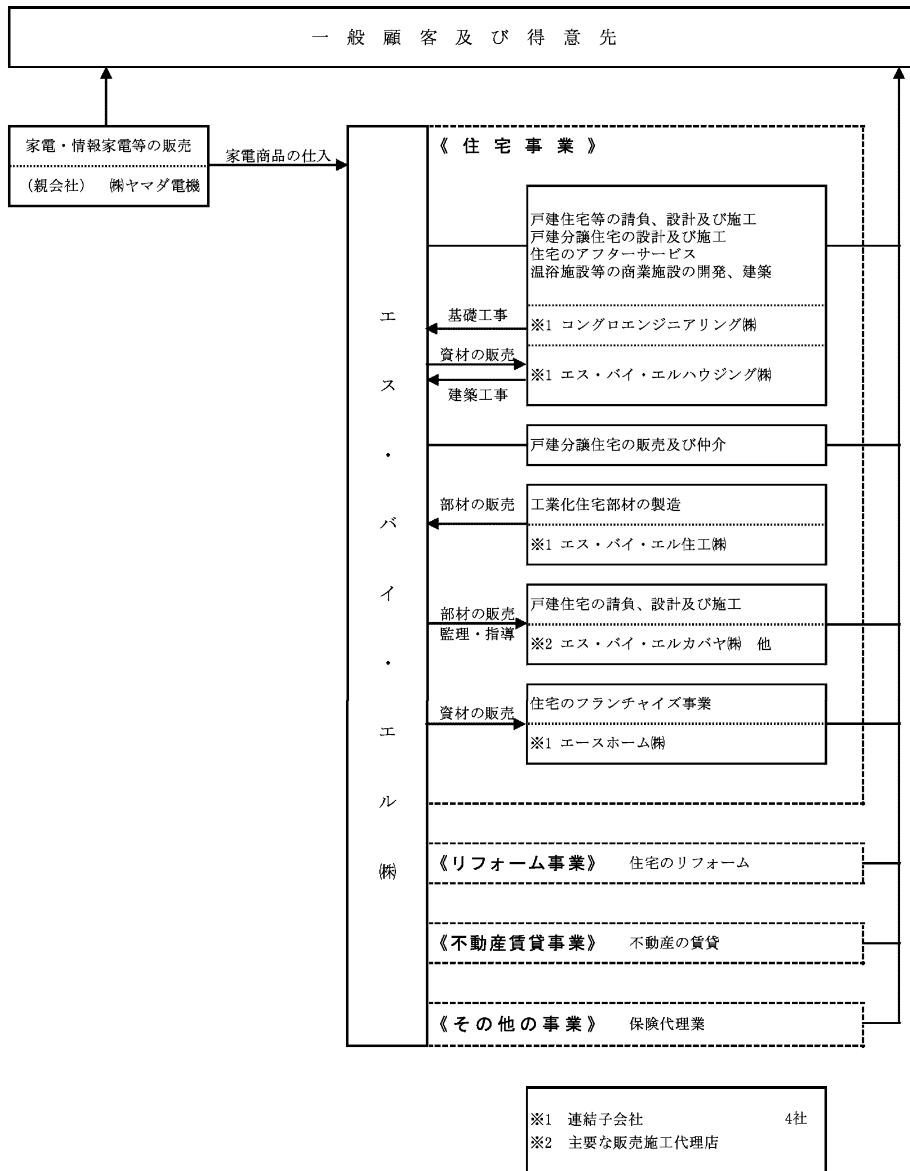 一般顧客及び得意先
家電・情報家電等の販売
(親会社) ㈱ヤマダ電機
家電商品の仕入
エス・バイ・エル㈱
《住宅事業》
戸建住宅等の請負、設計及び施工
戸建分譲住宅の設計及び施工
住宅のアフターサービス
温浴施設等の商業施設の開発、建築
基礎工事
※1 コングロエンジニアリング㈱
資材の販売
※1 エス・バイ・エルハウジング㈱
建築工事
戸建分譲住宅の販売及び仲介
部材の販売
工業化住宅部材の製造
※1 エス・バイ・エル住工㈱
戸建住宅の請負、設計及び施工
部材の販売
監理・指導
※2 エス・バイ・エルカバヤ㈱ 他
住宅のフランチャイズ事業
資材の販売
※1 エースホーム㈱
《リフォーム事業》 住宅のリフォーム
《不動産賃貸事業》 不動産の賃貸
《その他の事業》 保険代理業
※1 連結子会社 4社
※2 主要な販売施工代理店